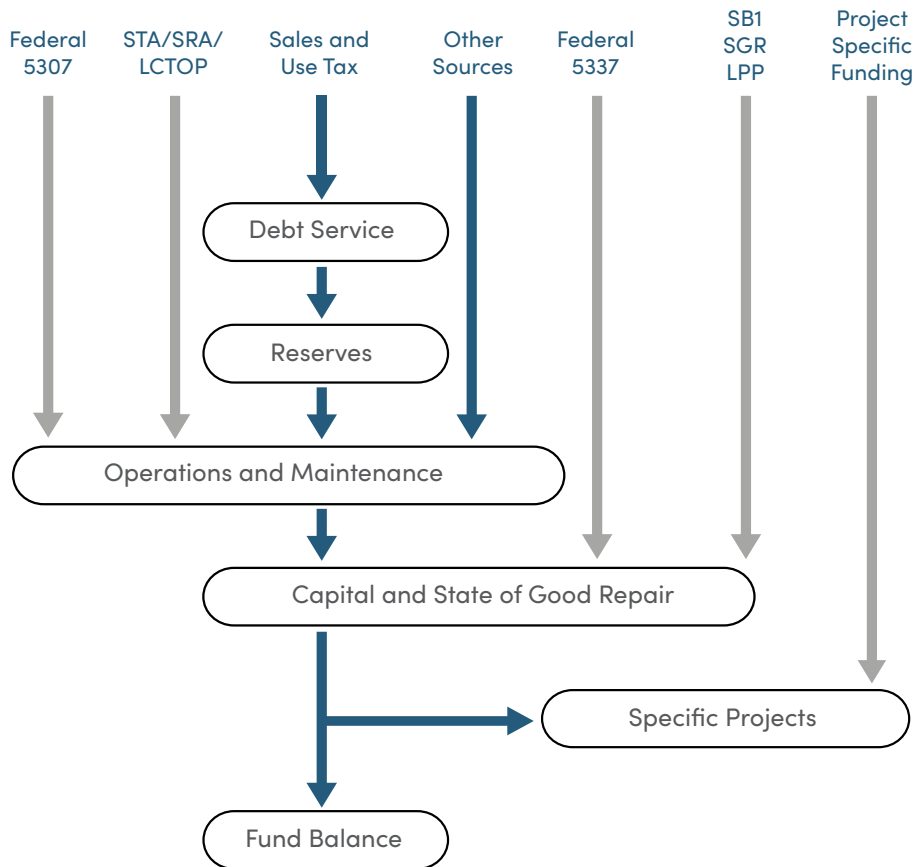 Federal
5307
STA/SRA/
LCTOP
Sales and
Use Tax
Other
Sources
Federal
5337
SB1
SGR
LPP
Project
Specific
Funding
Debt Service
Reserves
Operations and Maintenance
Capital and State of Good Repair
Specific Projects
Fund Balance